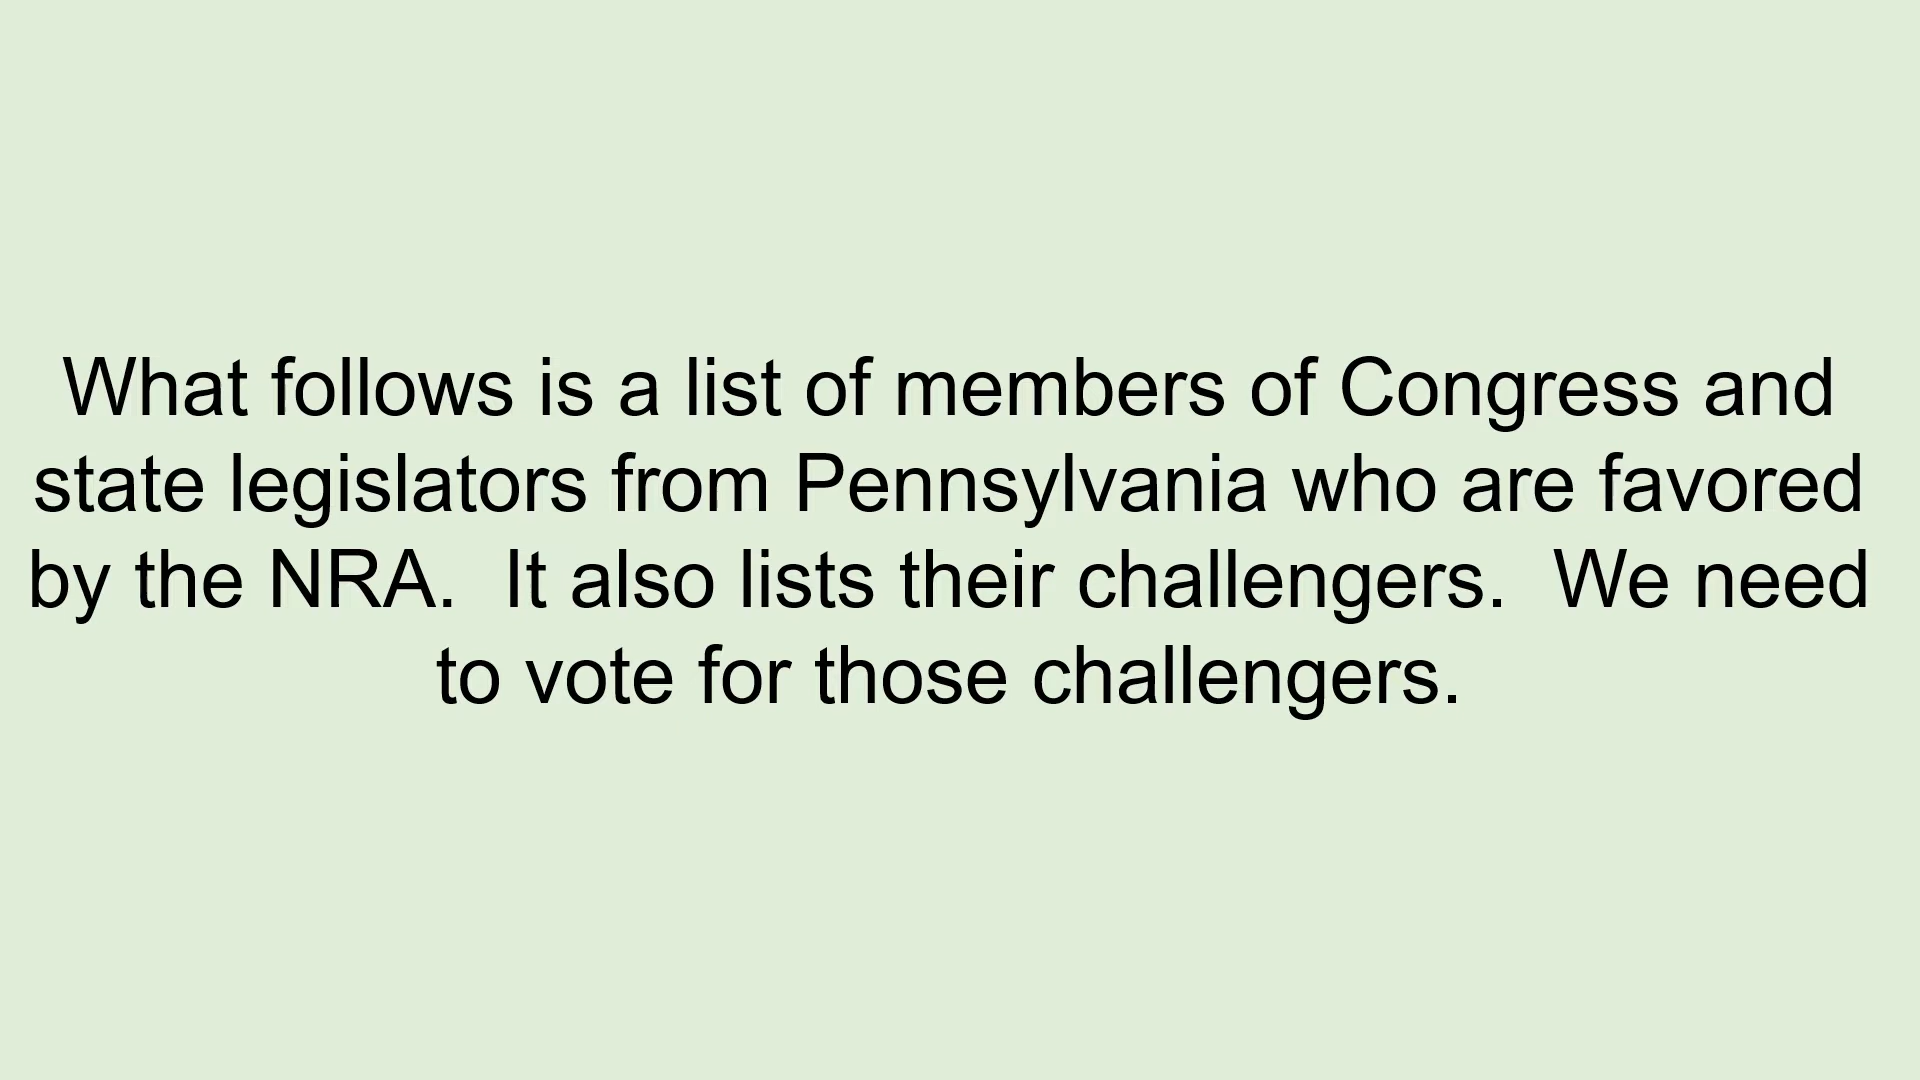 What follows is a list of members of Congress and
state legislators from Pennsylvania who are favored
by the NRA.  It also lists their challengers.  We need
to vote for those challengers.